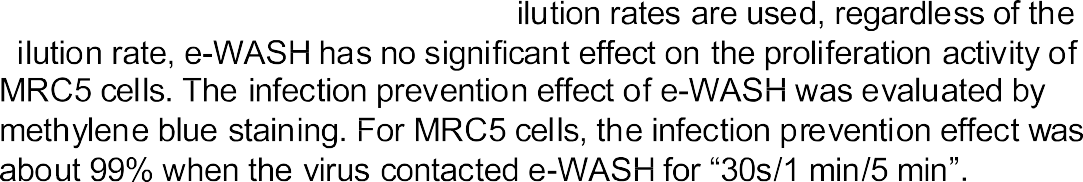 ilution rates are used, regardless of the
ilution rate, e-WASH has no significant effect on the proliferation activity of
MRC5 cells. The infection prevention effect of e-WASH was evaluated by
methylene blue staining. For MRC5 cells, the infection prevention effect was
about 99% when the virus contacted e-WASH for “30s/1 min/5 min”.